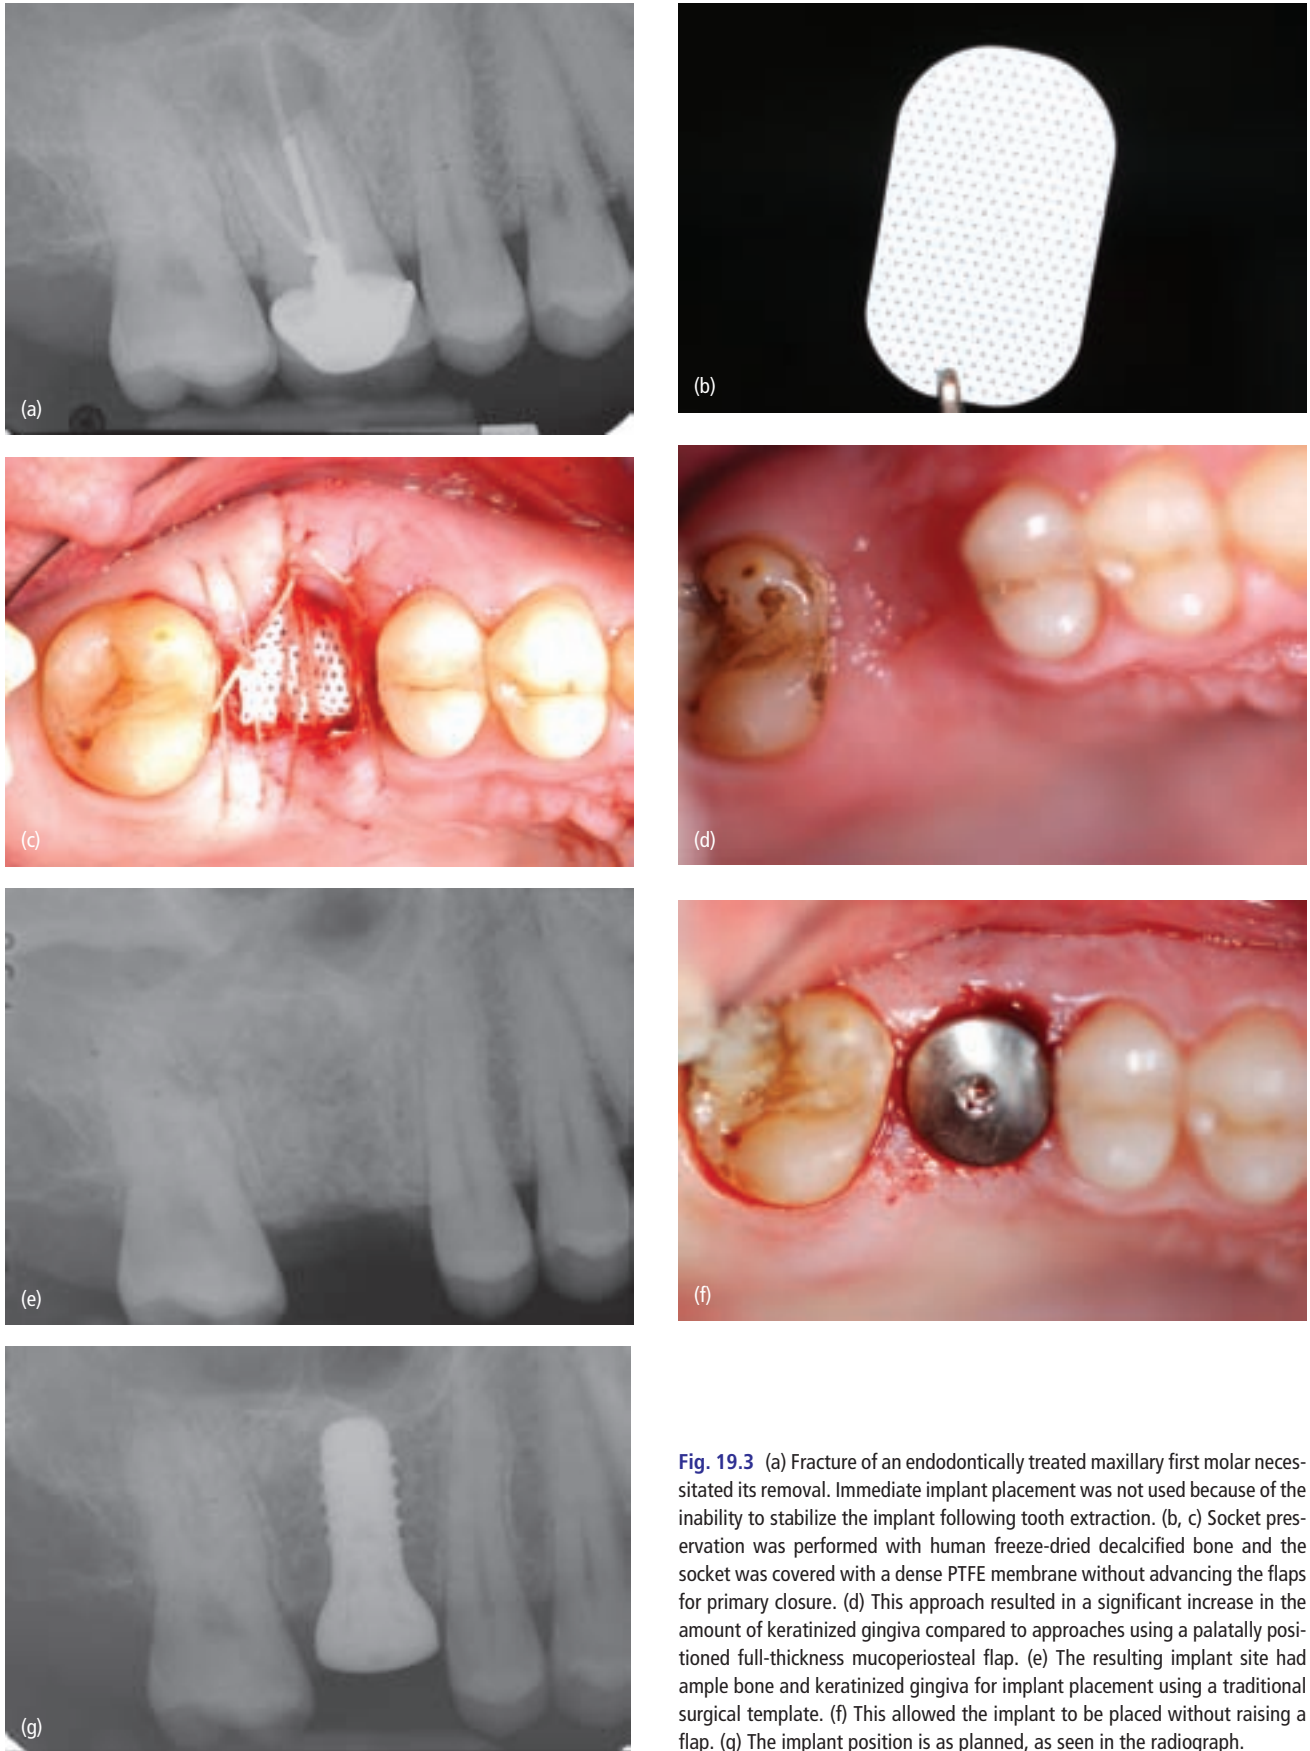 (a)
(b)
(c)
(d)
(e)
(f)
(g)
Fig. 19.3 (a) Fracture of an endodontically treated maxillary first molar neces-
sitated its removal. Immediate implant placement was not used because of the
inability to stabilize the implant following tooth extraction. (b, c) Socket pres-
ervation was performed with human freeze-dried decalcified bone and the
socket was covered with a dense PTFE membrane without advancing the flaps
for primary closure. (d) This approach resulted in a significant increase in the
amount of keratinized gingiva compared to approaches using a palatally posi-
tioned full-thickness mucoperiosteal flap. (e) The resulting implant site had
ample bone and keratinized gingiva for implant placement using a traditional
surgical template. (f) This allowed the implant to be placed without raising a
flap. (g) The implant position is as planned, as seen in the radiograph.